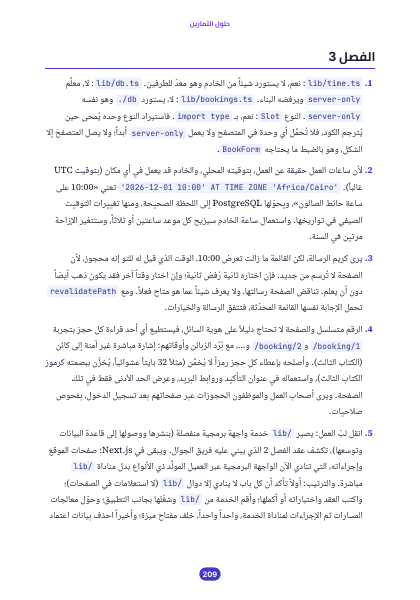 حلول التمارين
الفصل 3
1. lib/time.ts : نعم، لا يستورد شيئًا من الخادم وهو معدّ للطرفين. lib/db.ts : لا، معلَّم
server-only ويرفضه البناء. lib/bookings.ts : لا، يستورد ./db وهو نفسه
server-only . النوع Slot : نعم، بـ import type . فاستيراد النوع وحده يُمحى حين
يُترجم الكود، فلا تُحمَّل أي وحدة في المتصفح ولا يعمل server-only أبداً؛ ولا يصل المتصفح إلا
الشكل، وهو بالضبط ما يحتاجه BookForm .
2. لأن ساعات العمل حقيقة عن العمل، بتوقيته المحلي، والخادم قد يعمل في أي مكان (بتوقيت UTC
غالباً). '2026-12-01 10:00' AT TIME ZONE 'Africa/Cairo' تعني «10:00 على
ساعة حائط الصالون»، ويحوّلها PostgreSQL إلى اللحظة الصحيحة، ومنها تغييرات التوقيت
الصيفي في تواريخها. واستعمال ساعة الخادم سيزيح كل موعد ساعتين أو ثلاثاً، وستتغير الإزاحة
مرتين في السنة.
3. يرى كريم الرسالة، لكن القائمة ما زالت تعرض 10:00، الوقت الذي قيل له للتو إنه محجوز، لأن
الصفحة لا تُرسم من جديد. فإن اختاره ثانية رُفض ثانية؛ وإن اختار وقتاً آخر فقد يكون ذهب أيضاً
دون أن يعلم. تناقض الصفحة رسالتها، ولا يعرف شيئاً عما هو متاح فعلاً. ومع revalidatePath
تحمل الإجابة نفسها القائمة المحدَّثة، فتتفق الرسالة والخيارات.
4. الرقم متسلسل والصفحة لا تحتاج دليلاً على هوية السائل، فيستطيع أي أحد قراءة كل حجز بتجربة
/booking/1 و /booking/2 و...، مع بَرْد الزبائن وأوقاتهم: إشارة مباشرة غير آمنة إلى كائن
(الكتاب الثالث). وأصلحه بإعطاء كل حجز رمزاً لا يُخمَّن (مثلاً 32 بايتاً عشوائياً، يُخزَّن ببصمته كرموز
الكتاب الثالث)، واستعماله في عنوان التأكيد وروابط البريد، وعرض الحد الأدنى فقط في تلك
الصفحة. ويرى أصحاب العمل والموظفون الحجوزات عبر صفحاتهم بعد تسجيل الدخول، بفحوص
صلاحيات.
5. انقل لبّ العمل: يصير lib/ خدمة واجهة برمجية منفصلة (بنشرها ووصولها إلى قاعدة البيانات
وتوسعها)، تكشف عقد الفصل 2 الذي يبني عليه فريق الجوال. ويبقى في Next.js: صفحات الموقع
وإجراءاته، التي تنادي الآن الواجهة البرمجية عبر العميل المولَّد ذي الأنواع بدل مناداة lib/
مباشرة. والترتيب: أولاً تأكد أن كل باب لا ينادي إلا دوال lib/ (لا استعلامات في الصفحات)؛
واكتب العقد واختباراته أو أكملها؛ وأقم الخدمة من lib/ وشغّلها بجانب التطبيق؛ وحوّل معالجات
المسارات ثم الإجراءات لمناداة الخدمة، واحداً واحداً، خلف مفتاح ميزة؛ وأخيراً احذف بيانات اعتماد
209